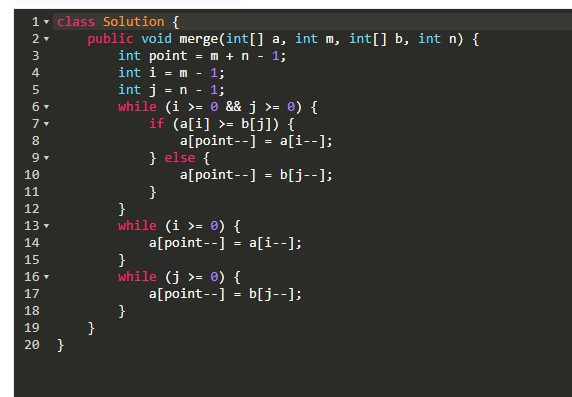 1 class Solution {
2     public void merge(int[] a, int m, int[] b, int n) {
3         int point = m + n - 1;
4         int i = m - 1;
5         int j = n - 1;
6         while (i >= 0 && j >= 0) {
7             if (a[i] >= b[j]) {
8                 a[point--] = a[i--];
9             } else {
10                 a[point--] = b[j--];
11             }
12         }
13         while (i >= 0) {
14             a[point--] = a[i--];
15         }
16         while (j >= 0) {
17             a[point--] = b[j--];
18         }
19     }
20 }